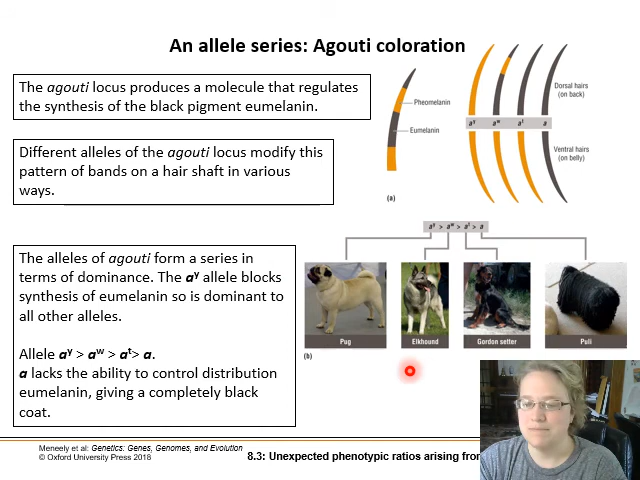 An allele series: Agouti coloration
The agouti locus produces a molecule that regulates
the synthesis of the black pigment eumelanin.
Different alleles of the agouti locus modify this
pattern of bands on a hair shaft in various
ways.
Pheomelanin
Eumelanin
(a)
Dorsal hairs
(on back)
aʸ aʷ aᵗ a
Ventral hairs
(on belly)
The alleles of agouti form a series in
terms of dominance. The aʸ allele blocks
synthesis of eumelanin so is dominant to
all other alleles.
Allele aʸ > aʷ > aᵗ> a.
a lacks the ability to control distribution
eumelanin, giving a completely black
coat.
aʸ > aʷ > aᵗ > a
Pug Elkhound Gordon setter Puli
(b)
Meneely et al: Genetics: Genes, Genomes, and Evolution
© Oxford University Press 2018
8.3: Unexpected phenotypic ratios arising from